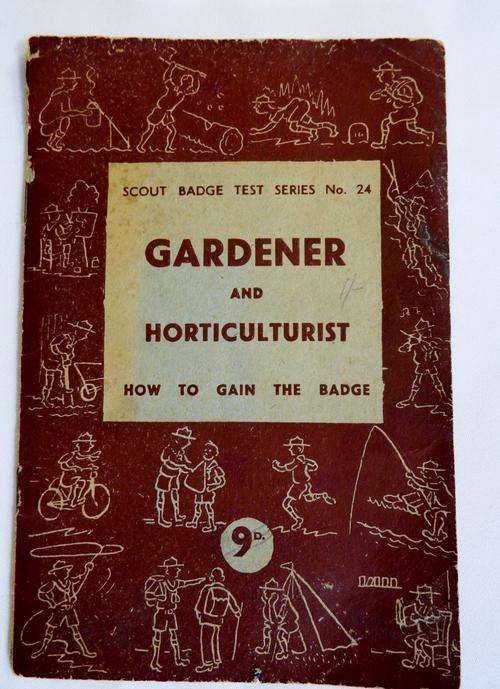 SCOUT BADGE TEST SERIES No. 24
GARDENER
AND
HORTICULTURIST
HOW TO GAIN THE BADGE
9D.